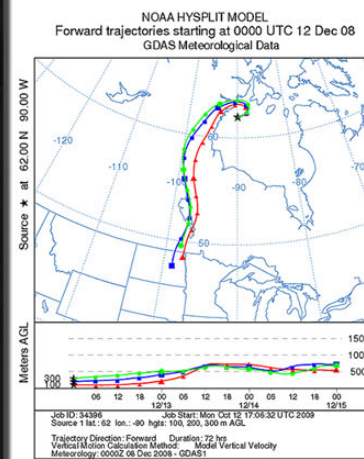 NOAA HYSPLIT MODEL
Forward trajectories starting at 0000 UTC 12 Dec 08
GDAS Meteorological Data
Source ★ at 62.00 N 90.00 W
-120
-110
-90
50
Meters AGL
300
100
150
100
500
06 12 18 00 06 12 18 00 06 12 18 00
12/13 12/14 12/15
Job ID: 34396 Job Start: Mon Oct 12 17:06:32 UTC 2009
Source 1 lat.: 62 lon.: -90 hgts: 100, 200, 300 m AGL
Trajectory Direction: Forward Duration: 72 hrs
Vertical Motion Calculation Method: Model Vertical Velocity
Meteorology: 0000Z 08 Dec 2008 - GDAS1